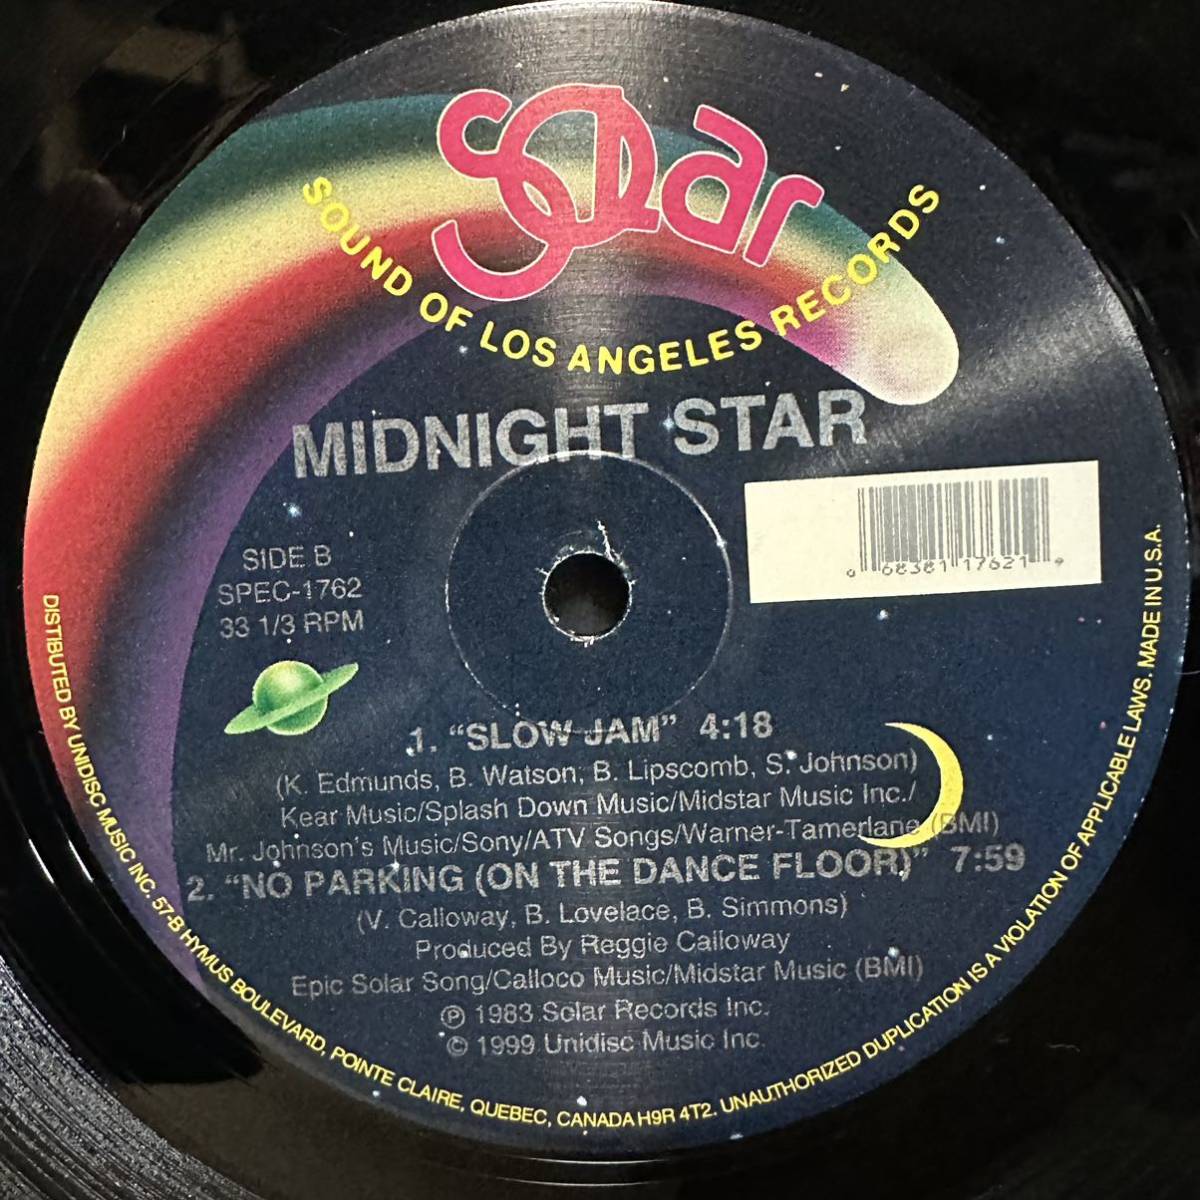 SOLAR
SOUND OF LOS ANGELES RECORDS
MIDNIGHT STAR
SIDE B
SPEC-1762
33 1/3 RPM
0 68381 17621 9
1. “SLOW JAM” 4:18
(K. Edmunds, B. Watson, B. Lipscomb, S. Johnson)
Kear Music/Splash Down Music/Midstar Music Inc./
Mr. Johnson's Music/Sony/ATV Songs/Warner-Tamerlane (BMI)
2. “NO PARKING (ON THE DANCE FLOOR)” 7:59
(V. Calloway, B. Lovelace, B. Simmons)
Produced By Reggie Calloway
Epic Solar Song/Calloco Music/Midstar Music (BMI)
Ⓟ 1983 Solar Records Inc.
© 1999 Unidisc Music Inc.
DISTIBUTED BY UNIDISC MUSIC INC. 57-B HYMUS BOULEVARD, POINTE CLAIRE, QUEBEC, CANADA H9R 4T2. UNAUTHORIZED DUPLICATION IS A VIOLATION OF APPLICABLE LAWS. MADE IN U.S.A.